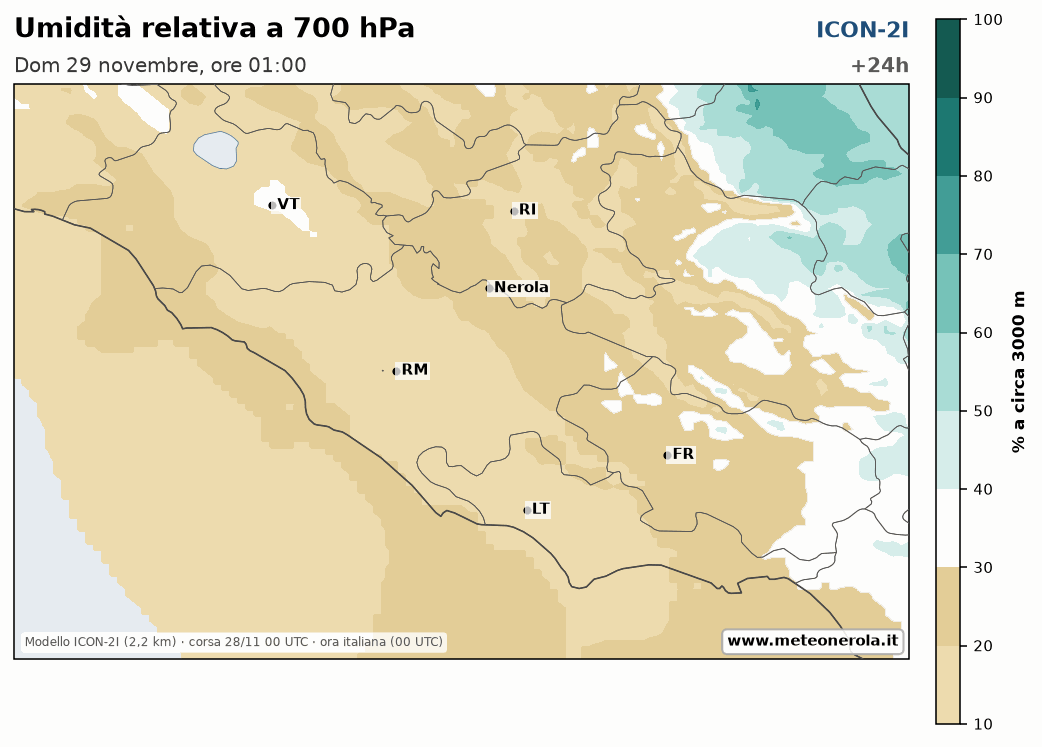 Umidità relativa a 700 hPa
ICON-2I
Dom 29 novembre, ore 01:00
+24h
100
90
80
70
60
50
40
30
20
10
% a circa 3000 m
VT
RI
Nerola
RM
FR
LT
Modello ICON-2I (2,2 km) · corsa 28/11 00 UTC · ora italiana (00 UTC)
www.meteonerola.it